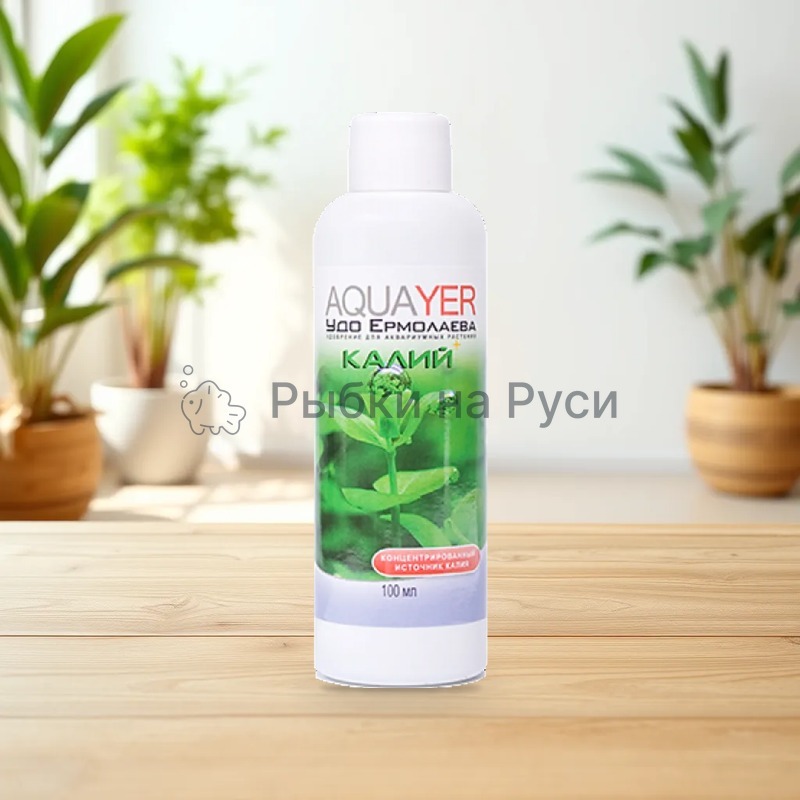 AQUAYER
Удо Ермолаева
УДОБРЕНИЕ ДЛЯ АКВАРИУМНЫХ РАСТЕНИЙ
КАЛИЙ+
Рыбки на Руси
КОНЦЕНТРИРОВАННЫЙ
ИСТОЧНИК КАЛИЯ
100 мл